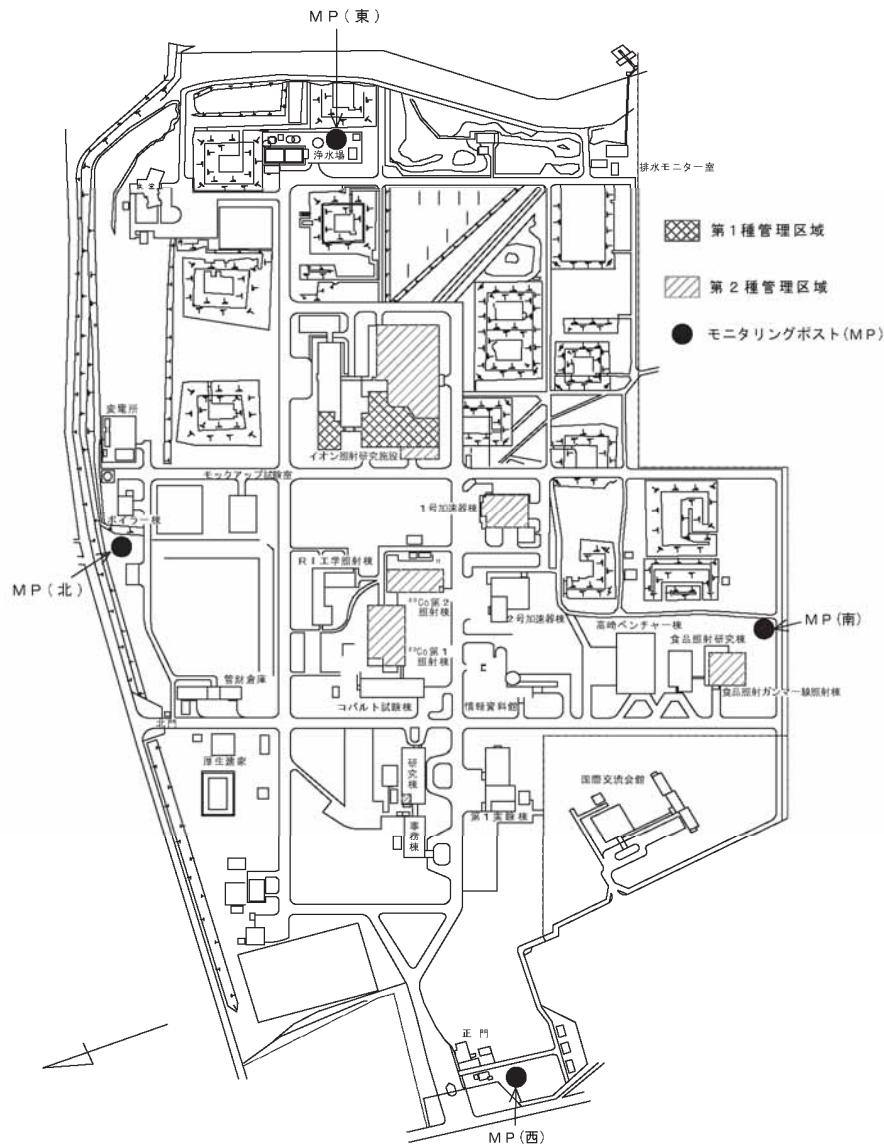 MP(東)
浄水場
排水モニター室
第1種管理区域
第2種管理区域
モニタリングポスト(MP)
変電所
イオン照射研究施設
モックアップ試験室
ボイラー棟
1号加速器棟
MP(北)
RI工学照射棟
⁶⁰Co第2
照射棟
2号加速器棟
⁶⁰Co第1
照射棟
高崎ベンチャー棟
MP(南)
食品照射研究棟
管財倉庫
コバルト試験棟
情報資料館
食品照射ガンマー線照射棟
北門
厚生建家
研究棟
国際交流会館
第1実験棟
事務棟
正門
MP(西)